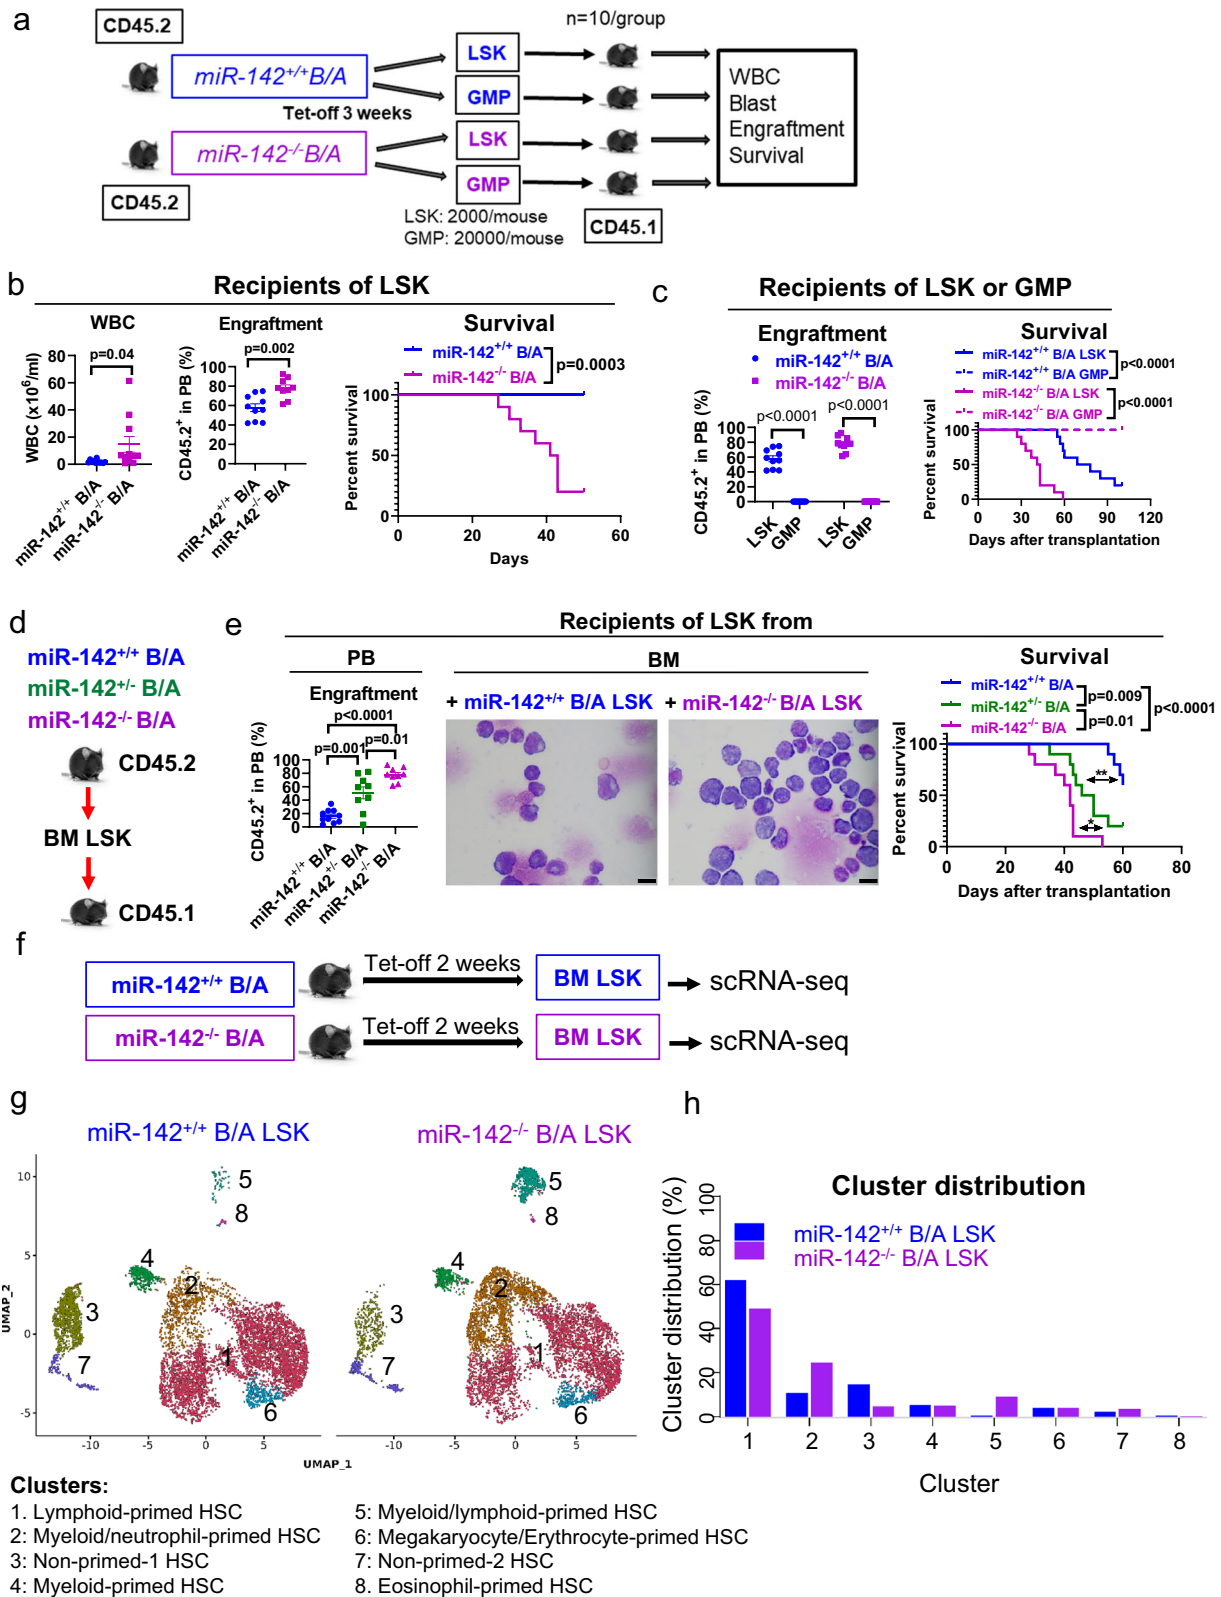 a
CD45.2
n=10/group
miR-142+/+B/A
LSK
GMP
Tet-off 3 weeks
miR-142-/-B/A
LSK
GMP
CD45.2
LSK: 2000/mouse
GMP: 20000/mouse
CD45.1
WBC
Blast
Engraftment
Survival
b
Recipients of LSK
WBC
p=0.04
WBC (x10⁶/ml)
80
60
40
20
0
miR-142+/+ B/A
miR-142-/- B/A
Engraftment
p=0.002
CD45.2+ in PB (%)
100
80
60
40
20
0
miR-142+/+ B/A
miR-142-/- B/A
Survival
miR-142+/+ B/A
miR-142-/- B/A
p=0.0003
Percent survival
100
50
0
0 20 40 60
Days
c
Recipients of LSK or GMP
Engraftment
miR-142+/+ B/A
miR-142-/- B/A
p<0.0001 p<0.0001
CD45.2+ in PB (%)
100
80
60
40
20
0
LSK GMP LSK GMP
Survival
miR-142+/+ B/A LSK
miR-142+/+ B/A GMP
p<0.0001
miR-142-/- B/A LSK
miR-142-/- B/A GMP
p<0.0001
Percent survival
100
50
0
0 30 60 90 120
Days after transplantation
d
miR-142+/+ B/A
miR-142+/- B/A
miR-142-/- B/A
CD45.2
BM LSK
CD45.1
e
Recipients of LSK from
PB
Engraftment
p<0.0001
p=0.001 p=0.01
CD45.2+ in PB (%)
100
80
60
40
20
0
miR-142+/+ B/A
miR-142+/- B/A
miR-142-/- B/A
BM
+ miR-142+/+ B/A LSK
+ miR-142-/- B/A LSK
Survival
miR-142+/+ B/A
miR-142+/- B/A
miR-142-/- B/A
p=0.009
p=0.01
p<0.0001
Percent survival
100
50
0
**
*
0 20 40 60 80
Days after transplantation
f
miR-142+/+ B/A
Tet-off 2 weeks
BM LSK
scRNA-seq
miR-142-/- B/A
Tet-off 2 weeks
BM LSK
scRNA-seq
g
miR-142+/+ B/A LSK
miR-142-/- B/A LSK
UMAP_2
10
5
0
-5
5
8
4
2
3
7
1
6
5
8
4
2
3
7
1
6
-10 -5 0 5
-10 -5 0 5
UMAP_1
h
Cluster distribution
miR-142+/+ B/A LSK
miR-142-/- B/A LSK
Cluster distribution (%)
100
80
60
40
20
0
1 2 3 4 5 6 7 8
Cluster
Clusters:
1. Lymphoid-primed HSC
2: Myeloid/neutrophil-primed HSC
3: Non-primed-1 HSC
4: Myeloid-primed HSC
5: Myeloid/lymphoid-primed HSC
6: Megakaryocyte/Erythrocyte-primed HSC
7: Non-primed-2 HSC
8. Eosinophil-primed HSC